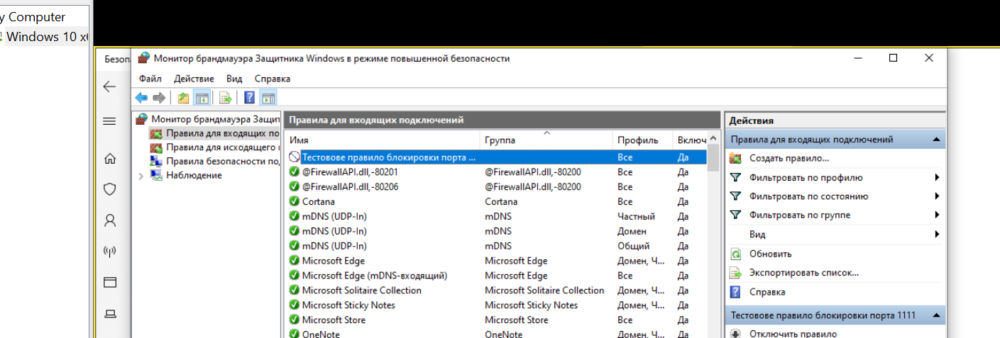 y Computer
Windows 10 x
Безоп
Монитор брандмауэра Защитника Windows в режиме повышенной безопасности
Файл Действие Вид Справка
Монитор брандмауэра Защит
Правила для входящих по
Правила для исходящего
Правила безопасности по
Наблюдение
Правила для входящих подключений
Имя Группа Профиль Включ
Тестовове правило блокировки порта ... Все Да
@FirewallAPI.dll,-80201 @FirewallAPI.dll,-80200 Все Да
@FirewallAPI.dll,-80206 @FirewallAPI.dll,-80200 Все Да
Cortana Cortana Все Да
mDNS (UDP-In) mDNS Частный Да
mDNS (UDP-In) mDNS Домен Да
mDNS (UDP-In) mDNS Общий Да
Microsoft Edge Microsoft Edge Домен, Ч... Да
Microsoft Edge (mDNS-входящий) Microsoft Edge Все Да
Microsoft Solitaire Collection Microsoft Solitaire Collection Домен, Ч... Да
Microsoft Sticky Notes Microsoft Sticky Notes Домен, Ч... Да
Microsoft Store Microsoft Store Все Да
OneNote OneNote Домен, Ч... Да
Действия
Правила для входящих подключений
Создать правило...
Фильтровать по профилю
Фильтровать по состоянию
Фильтровать по группе
Вид
Обновить
Экспортировать список...
Справка
Тестовове правило блокировки порта 1111
Отключить правило